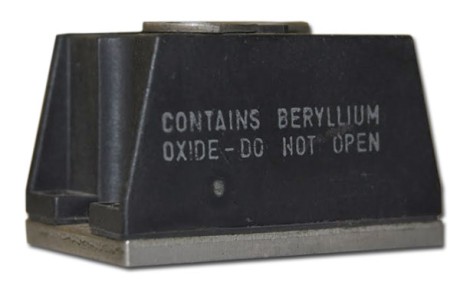 CONTAINS BERYLLIUM
OXIDE-DO NOT OPEN